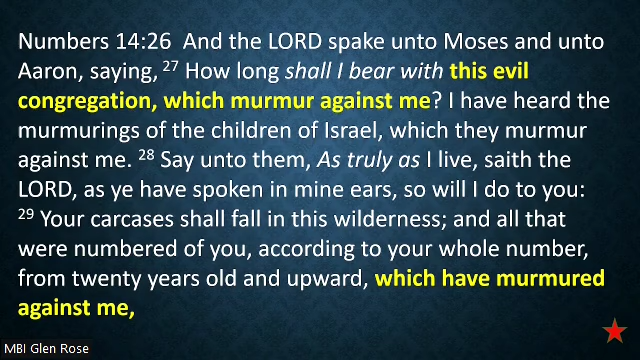 Numbers 14:26 And the LORD spake unto Moses and unto
Aaron, saying, 27 How long shall I bear with this evil
congregation, which murmur against me? I have heard the
murmurings of the children of Israel, which they murmur
against me. 28 Say unto them, As truly as I live, saith the
LORD, as ye have spoken in mine ears, so will I do to you:
29 Your carcases shall fall in this wilderness; and all that
were numbered of you, according to your whole number,
from twenty years old and upward, which have murmured
against me,
MBI Glen Rose